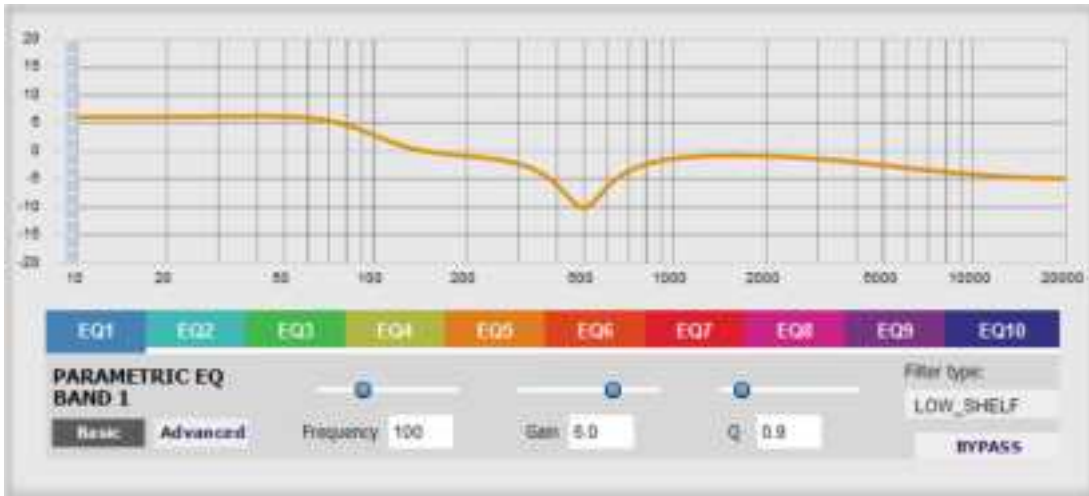 20
15
10
5
0
-5
-10
-15
-20
10 20 50 100 200 500 1000 2000 5000 10000 20000
EQ1 EQ2 EQ3 EQ4 EQ5 EQ6 EQ7 EQ8 EQ9 EQ10
PARAMETRIC EQ
BAND 1
Filter type:
LOW_SHELF
Basic Advanced Frequency 100 Gain 6.0 Q 0.9
BYPASS